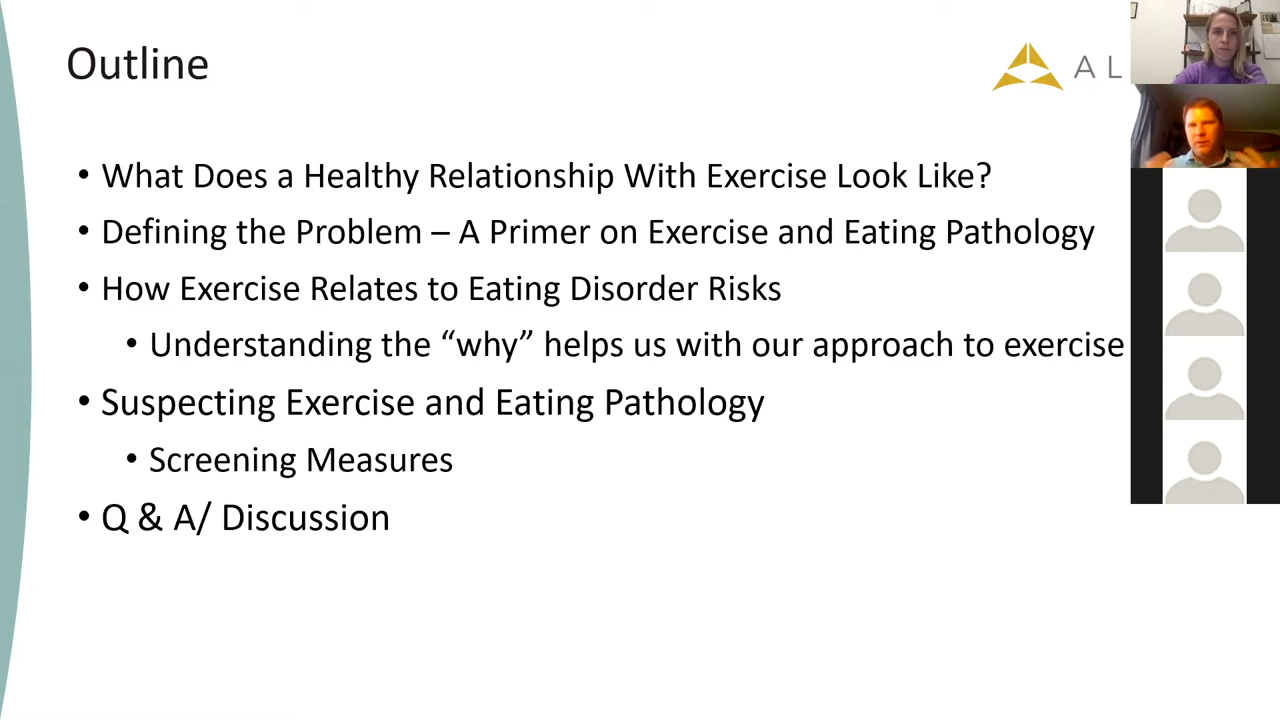 Outline
AL
• What Does a Healthy Relationship With Exercise Look Like?
• Defining the Problem – A Primer on Exercise and Eating Pathology
• How Exercise Relates to Eating Disorder Risks
• Understanding the “why” helps us with our approach to exercise
• Suspecting Exercise and Eating Pathology
• Screening Measures
• Q & A/ Discussion